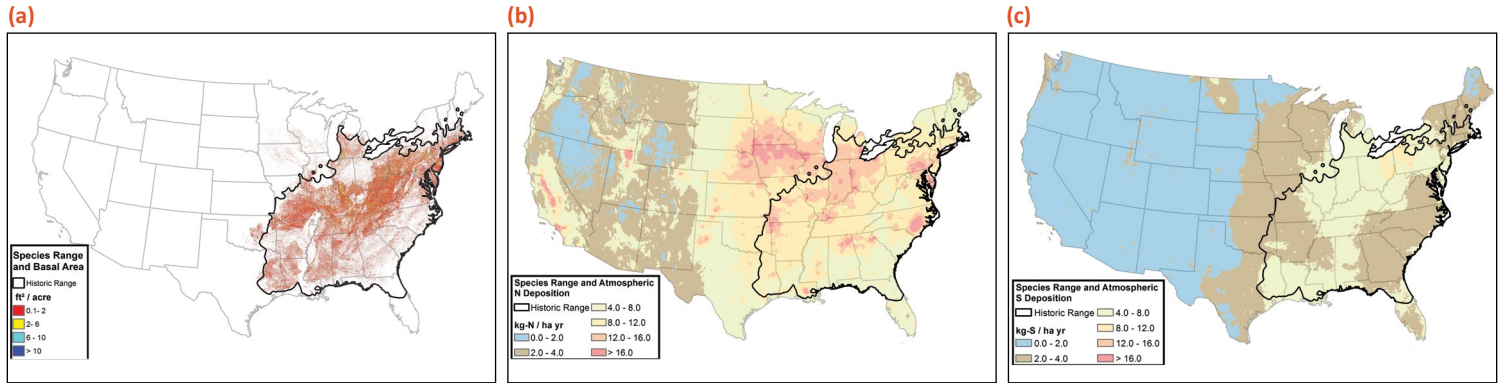 (a)
Species Range
and Basal Area
Historic Range
ft² / acre
0.1- 2
2- 6
6 - 10
> 10
(b)
Species Range and Atmospheric
N Deposition
Historic Range
kg-N / ha yr
0.0 - 2.0
2.0 - 4.0
4.0 - 8.0
8.0 - 12.0
12.0 - 16.0
> 16.0
(c)
Species Range and Atmospheric
S Deposition
Historic Range
kg-S / ha yr
0.0 - 2.0
2.0 - 4.0
4.0 - 8.0
8.0 - 12.0
12.0 - 16.0
> 16.0